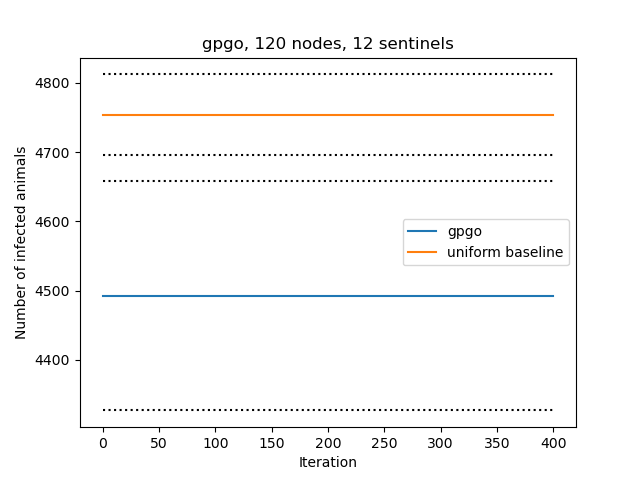 gpgo, 120 nodes, 12 sentinels
4800
4700
4600
4500
4400
Number of infected animals
gpgo
uniform baseline
0 50 100 150 200 250 300 350 400
Iteration